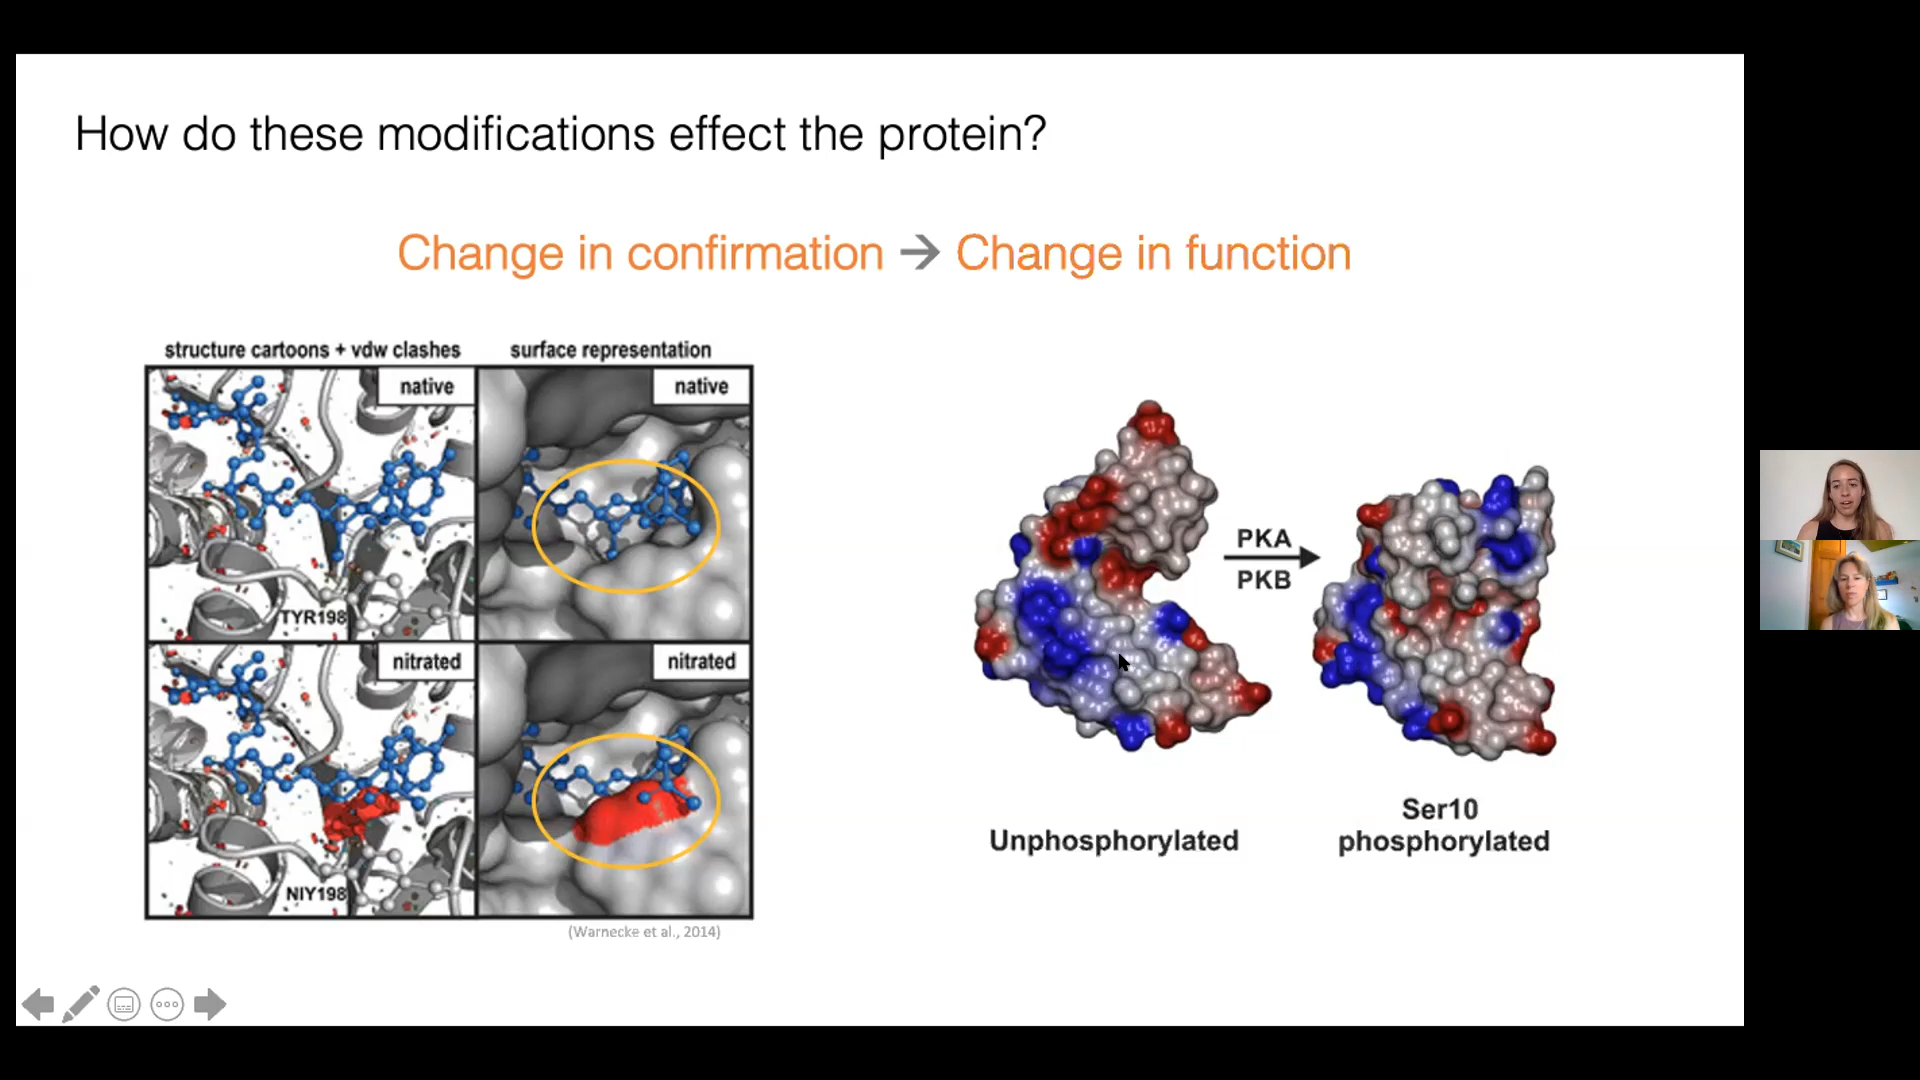 How do these modifications effect the protein?
Change in confirmation → Change in function
structure cartoons + vdw clashes
surface representation
native
native
TYR198
nitrated
nitrated
NIY198
(Warnecke et al., 2014)
PKA
PKB
Unphosphorylated
Ser10
phosphorylated